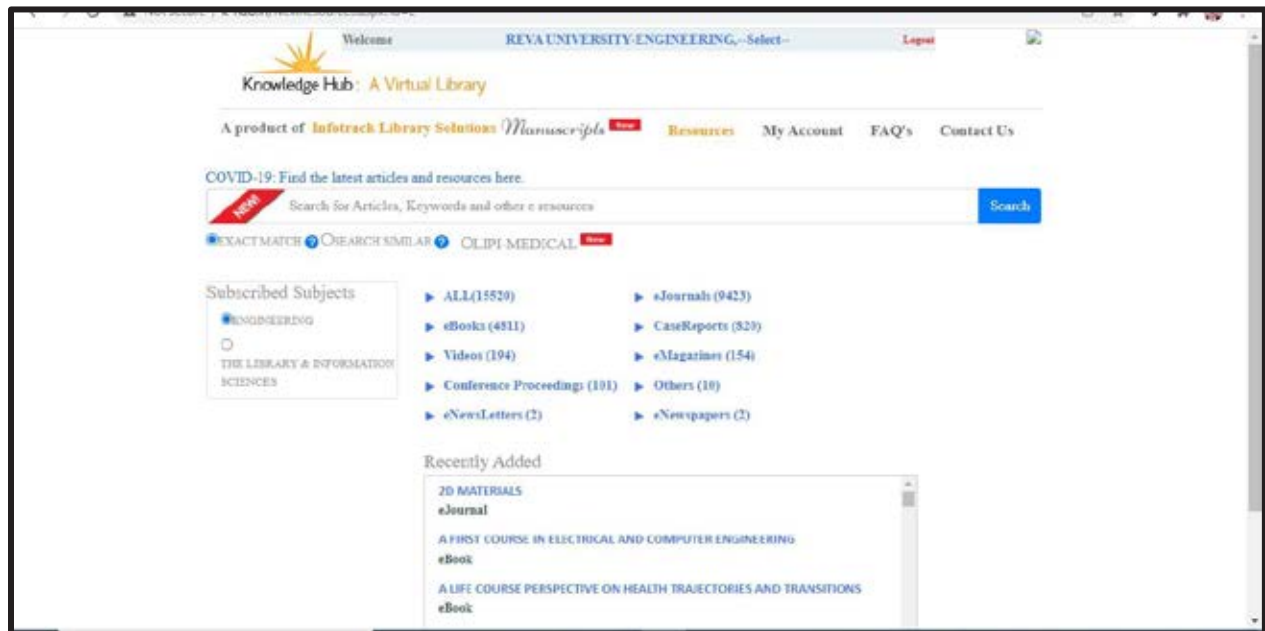 Welcome REVA UNIVERSITY-ENGINEERING,--Select-- Logout
Knowledge Hub: A Virtual Library
A product of Infotrack Library Solutions Manuscripts New Resources My Account FAQ's Contact Us
COVID-19: Find the latest articles and resources here.
NEW! Search for Articles, Keywords and other e resources Search
EXACT MATCH ? SEARCH SIMILAR ? LIPI-MEDICAL New
Subscribed Subjects
ENGINEERING
THE LIBRARY & INFORMATION
SCIENCES
ALL(15520) eJournals (9423)
eBooks (4811) CaseReports (820)
Videos (194) eMagazines (154)
Conference Proceedings (101) Others (10)
eNewsLetters (2) eNewspapers (2)
Recently Added
2D MATERIALS
eJournal
A FIRST COURSE IN ELECTRICAL AND COMPUTER ENGINEERING
eBook
A LIFE COURSE PERSPECTIVE ON HEALTH TRAJECTORIES AND TRANSITIONS
eBook